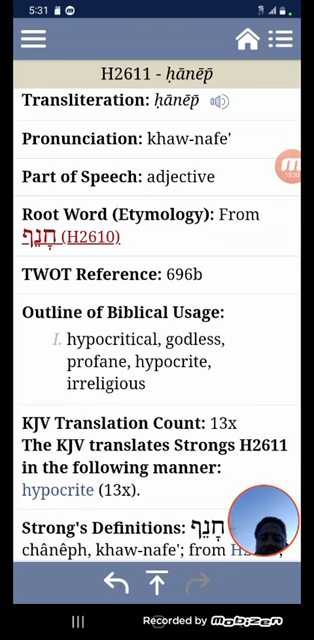 5:31
H2611 - ḥānēp̄
Transliteration: ḥānēp̄
Pronunciation: khaw-nafe'
Part of Speech: adjective
Root Word (Etymology): From
חָנֵף (H2610)
TWOT Reference: 696b
Outline of Biblical Usage:
I. hypocritical, godless,
profane, hypocrite,
irreligious
KJV Translation Count: 13x
The KJV translates Strongs H2611
in the following manner:
hypocrite (13x).
Strong's Definitions: חָנֵף
chânêph, khaw-nafe'; from
Recorded by Mobizen